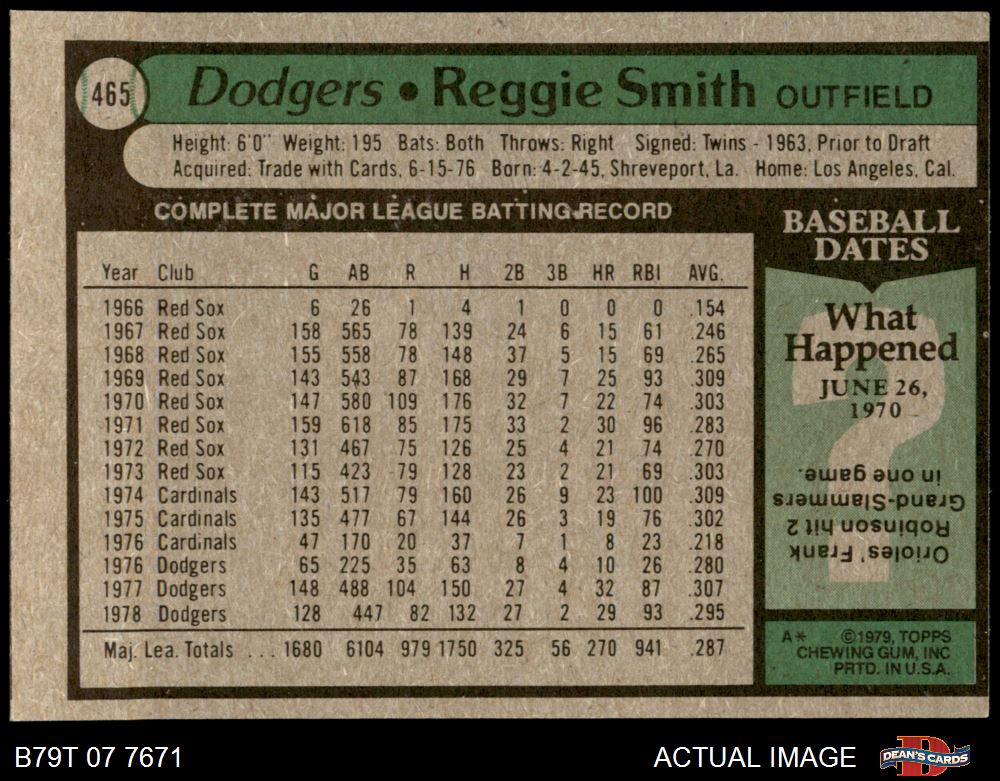 465
Dodgers • Reggie Smith OUTFIELD
Height: 6'0" Weight: 195 Bats: Both Throws: Right Signed: Twins - 1963, Prior to Draft
Acquired: Trade with Cards, 6-15-76 Born: 4-2-45, Shreveport, La. Home: Los Angeles, Cal.
COMPLETE MAJOR LEAGUE BATTING RECORD
Year Club G AB R H 2B 3B HR RBI AVG.
1966 Red Sox 6 26 1 4 1 0 0 0 .154
1967 Red Sox 158 565 78 139 24 6 15 61 .246
1968 Red Sox 155 558 78 148 37 5 15 69 .265
1969 Red Sox 143 543 87 168 29 7 25 93 .309
1970 Red Sox 147 580 109 176 32 7 22 74 .303
1971 Red Sox 159 618 85 175 33 2 30 96 .283
1972 Red Sox 131 467 75 126 25 4 21 74 .270
1973 Red Sox 115 423 79 128 23 2 21 69 .303
1974 Cardinals 143 517 79 160 26 9 23 100 .309
1975 Cardinals 135 477 67 144 26 3 19 76 .302
1976 Cardinals 47 170 20 37 7 1 8 23 .218
1976 Dodgers 65 225 35 63 8 4 10 26 .280
1977 Dodgers 148 488 104 150 27 4 32 87 .307
1978 Dodgers 128 447 82 132 27 2 29 93 .295
Maj. Lea. Totals ... 1680 6104 979 1750 325 56 270 941 .287
BASEBALL
DATES
What
Happened
JUNE 26,
1970
?
Orioles' Frank
Robinson hit 2
Grand-Slammers
in one game.
A* ©1979, TOPPS
CHEWING GUM, INC
PRTD. IN U.S.A.
B79T 07 7671
ACTUAL IMAGE
D
DEAN'S CARDS